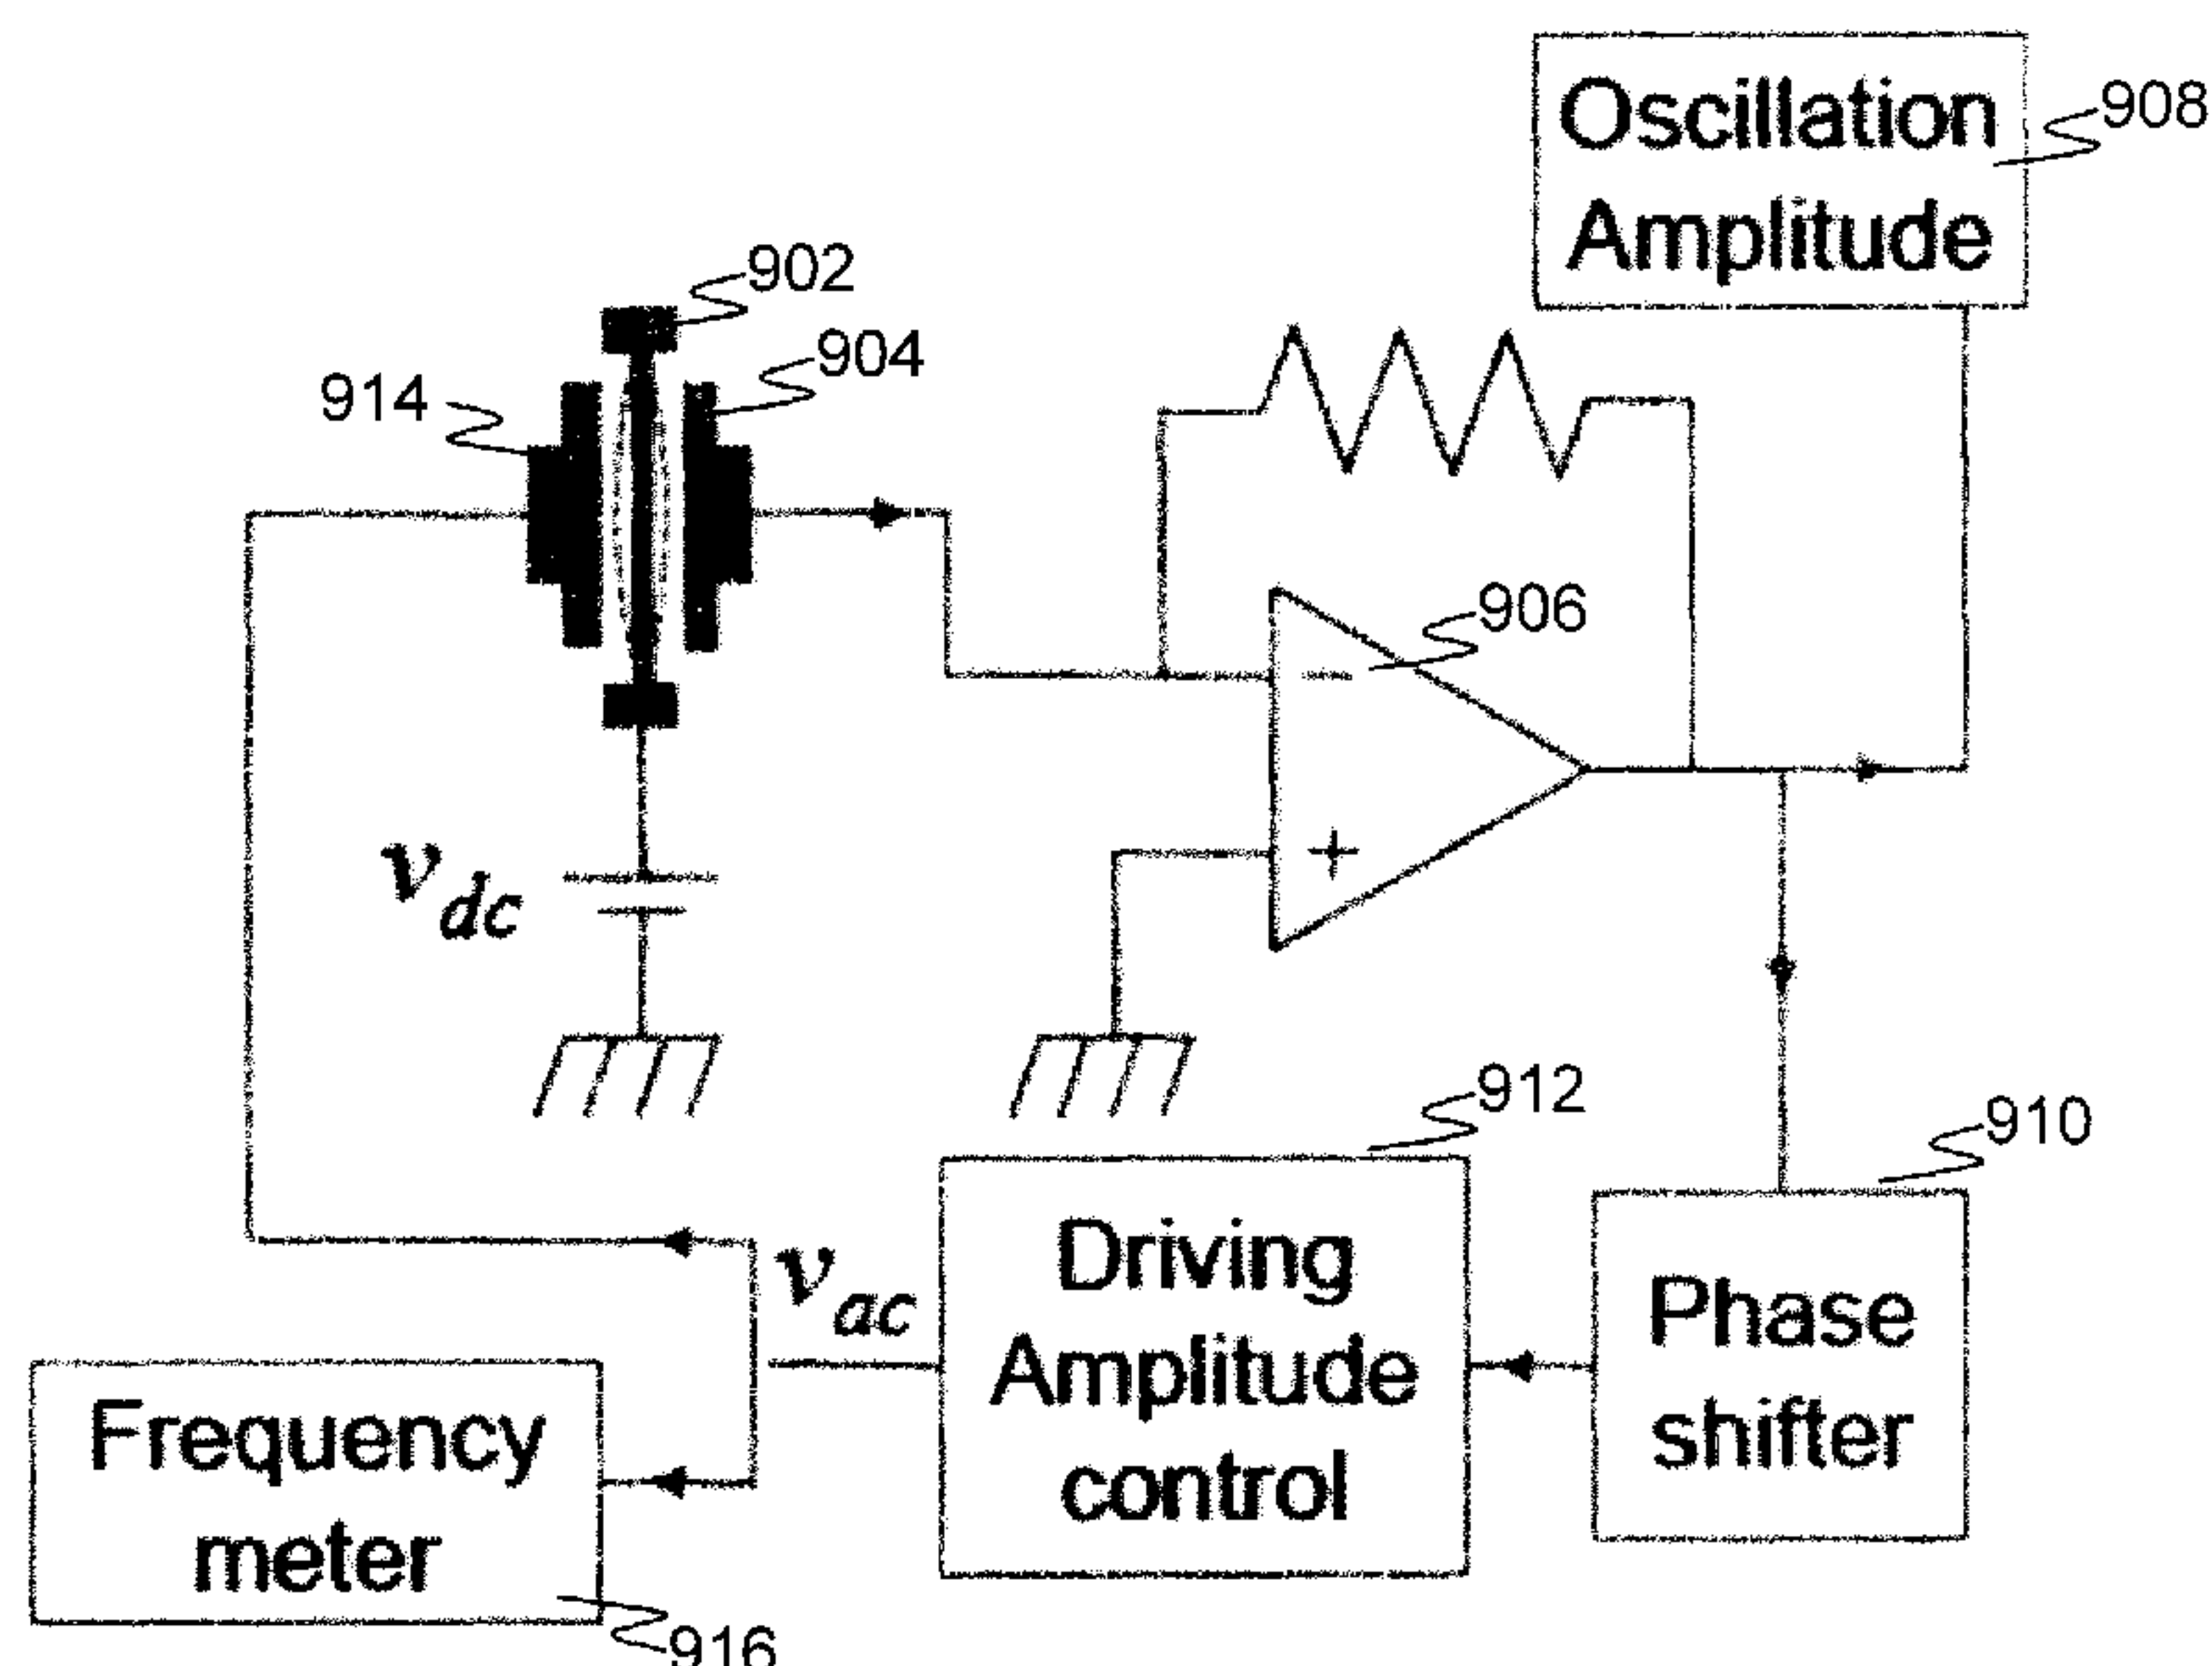 Oscillation
Amplitude
908
902
904
914
906
−
+
v_dc
912
910
Driving
Amplitude
control
Phase
shifter
v_ac
Frequency
meter
916